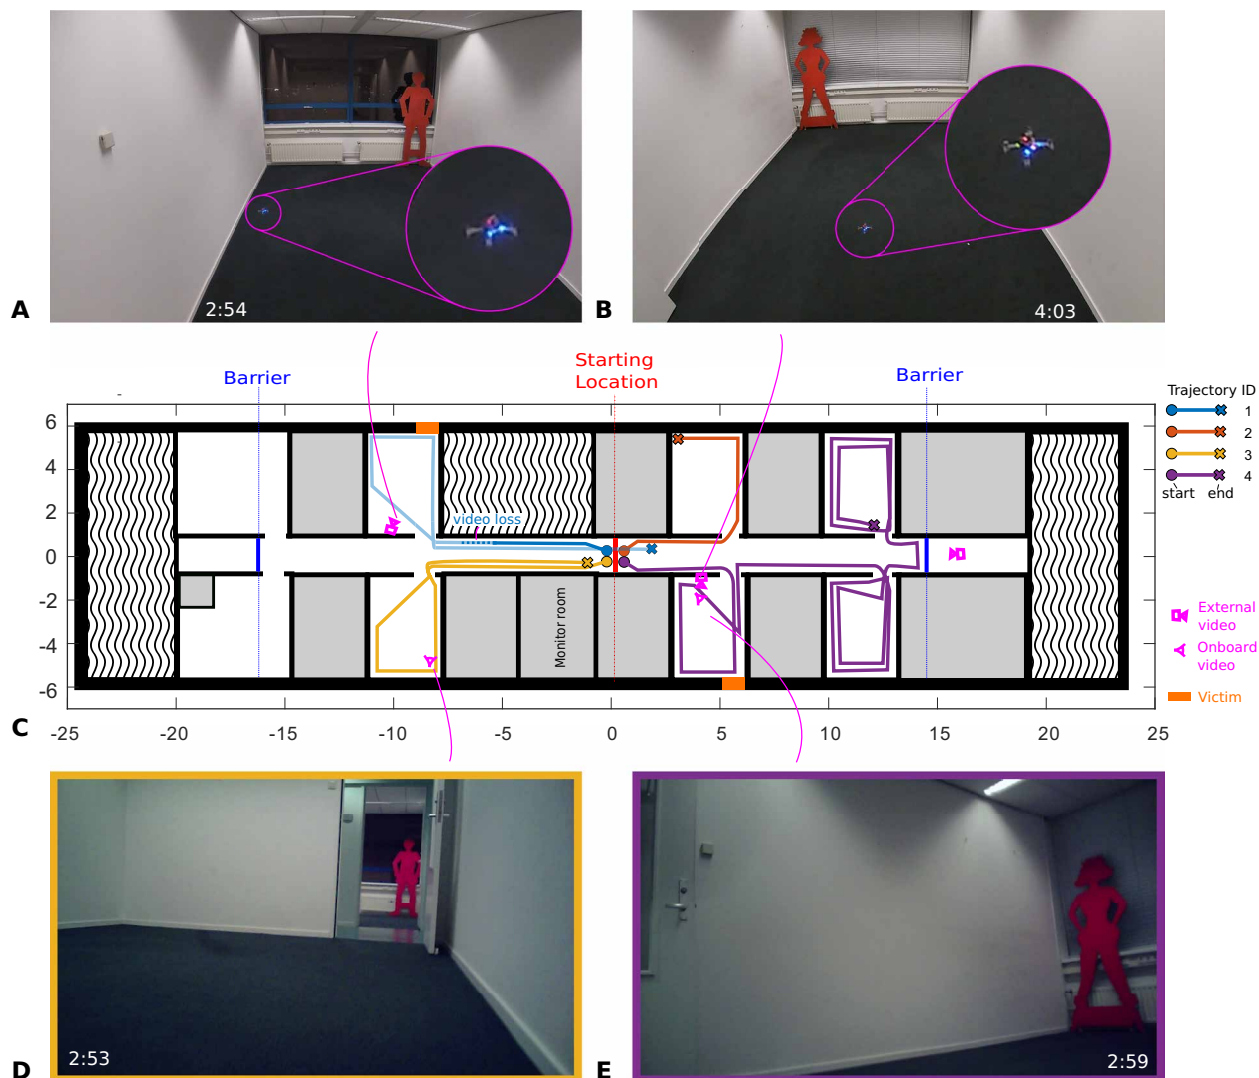 A
2:54
B
4:03
Barrier
Starting
Location
Barrier
Trajectory ID
1
2
3
4
start end
6
4
2
0
-2
-4
-6
video loss
Monitor room
External
video
Onboard
video
Victim
C
-25 -20 -15 -10 -5 0 5 10 15 20 25
D
2:53
E
2:59